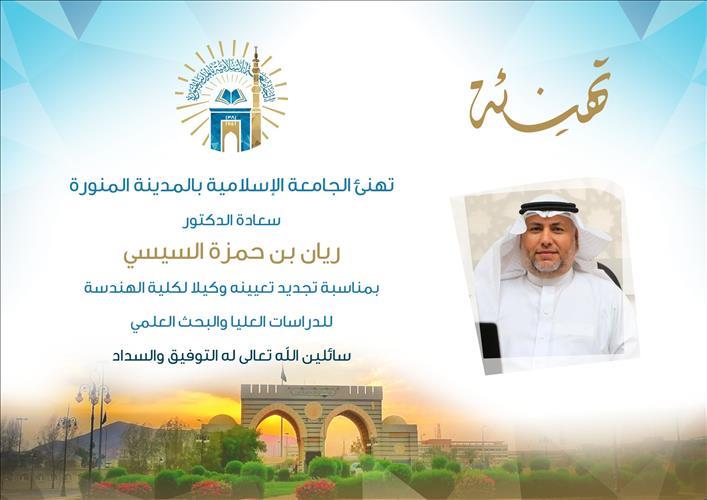 تهنئة
تهنئ الجامعة الإسلامية بالمدينة المنورة
سعادة الدكتور
ريان بن حمزة السيسي
بمناسبة تجديد تعيينه وكيلا لكلية الهندسة
للدراسات العليا والبحث العلمي
سائلين الله تعالى له التوفيق والسداد